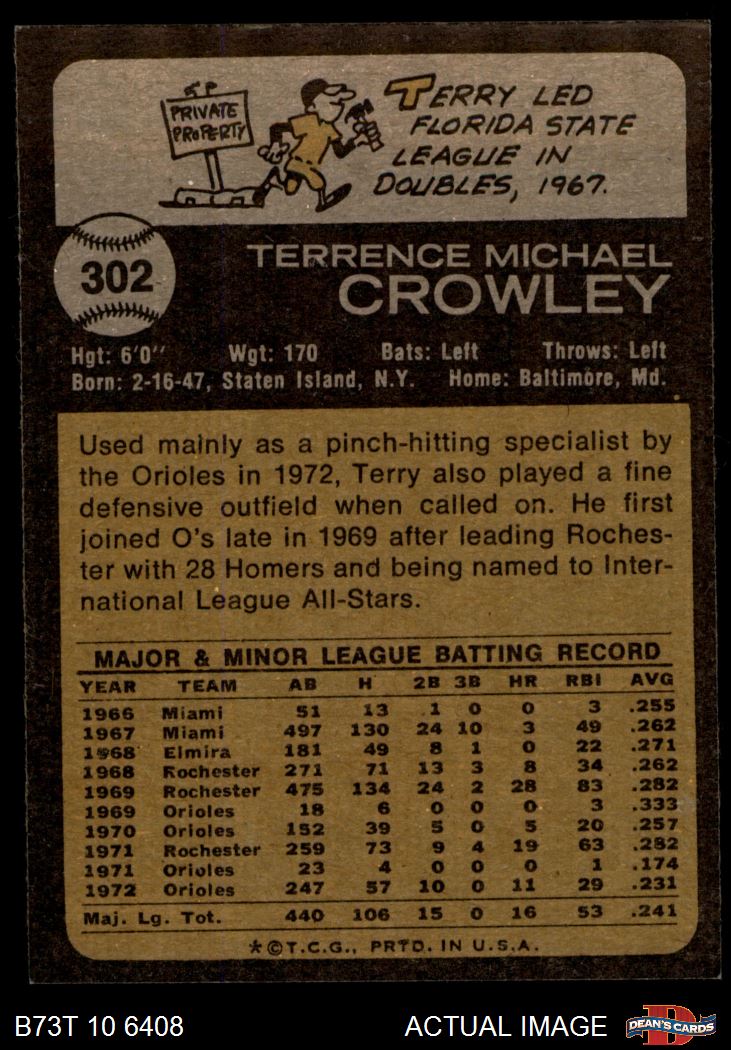 PRIVATE
PROPERTY
TERRY LED
FLORIDA STATE
LEAGUE IN
DOUBLES, 1967.
302
TERRENCE MICHAEL
CROWLEY
Hgt: 6'0" Wgt: 170 Bats: Left Throws: Left
Born: 2-16-47, Staten Island, N.Y. Home: Baltimore, Md.
Used mainly as a pinch-hitting specialist by
the Orioles in 1972, Terry also played a fine
defensive outfield when called on. He first
joined O's late in 1969 after leading Roches-
ter with 28 Homers and being named to Inter-
national League All-Stars.
MAJOR & MINOR LEAGUE BATTING RECORD
YEAR TEAM AB H 2B 3B HR RBI AVG
1966 Miami 51 13 1 0 0 3 .255
1967 Miami 497 130 24 10 3 49 .262
1968 Elmira 181 49 8 1 0 22 .271
1968 Rochester 271 71 13 3 8 34 .262
1969 Rochester 475 134 24 2 28 83 .282
1969 Orioles 18 6 0 0 0 3 .333
1970 Orioles 152 39 5 0 5 20 .257
1971 Rochester 259 73 9 4 19 63 .282
1971 Orioles 23 4 0 0 0 1 .174
1972 Orioles 247 57 10 0 11 29 .231
Maj. Lg. Tot. 440 106 15 0 16 53 .241
*©T.C.G., PRTD. IN U.S.A.
B73T 10 6408 ACTUAL IMAGE
D
DEAN'S CARDS